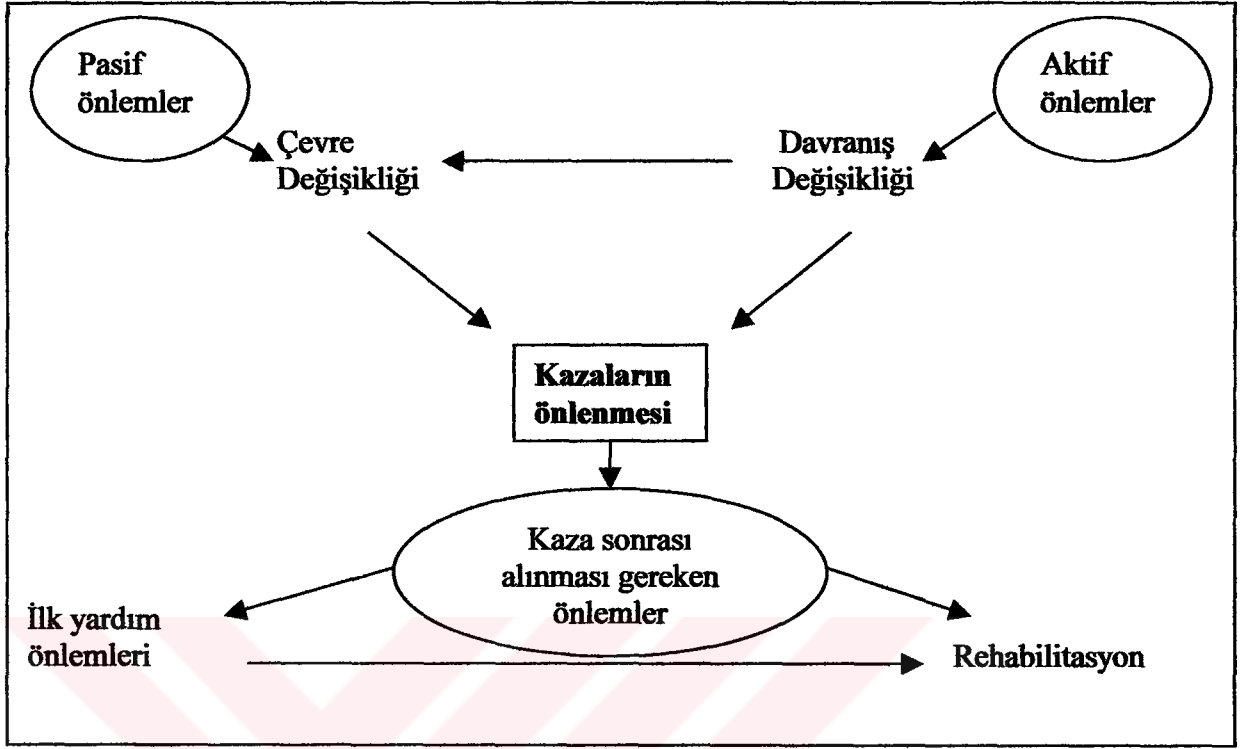 Pasif
önlemler
Aktif
önlemler
Çevre
Değişikliği
Davranış
Değişikliği
Kazaların
önlenmesi
Kaza sonrası
alınması gereken
önlemler
İlk yardım
önlemleri
Rehabilitasyon